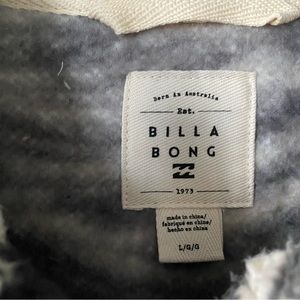 Born in Australia
Est.
BILLA
BONG
1973
made in china/
fabriqué en chine/
hecho en china
L/G/G